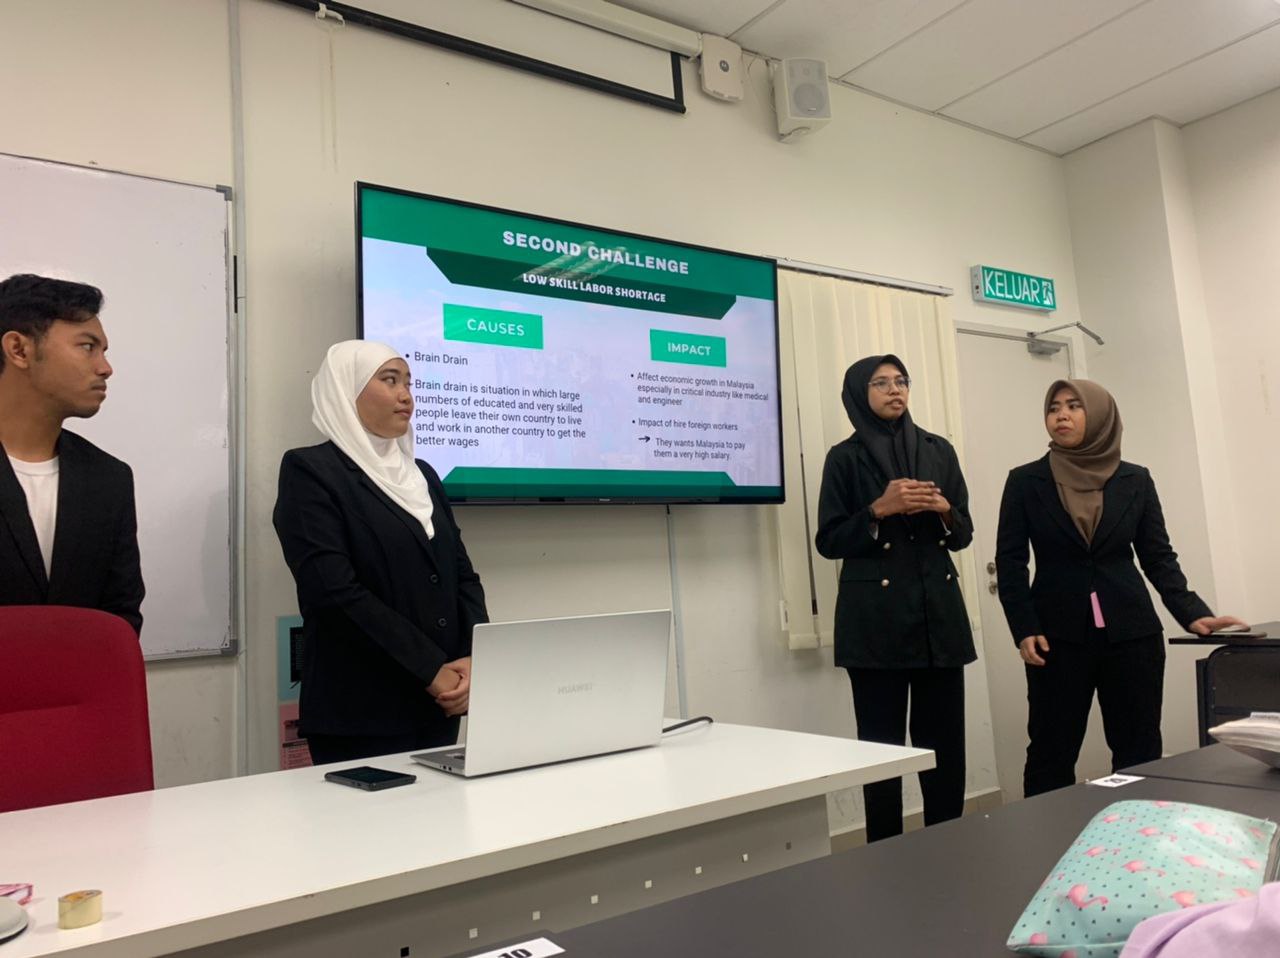 SECOND CHALLENGE
LOW SKILL LABOR SHORTAGE
CAUSES
• Brain Drain
Brain drain is situation in which large
numbers of educated and very skilled
people leave their own country to live
and work in another country to get the
better wages
IMPACT
• Affect economic growth in Malaysia
especially in critical industry like medical
and engineer
• Impact of hire foreign workers
→ They wants Malaysia to pay
them a very high salary.
KELUAR
HUAWEI